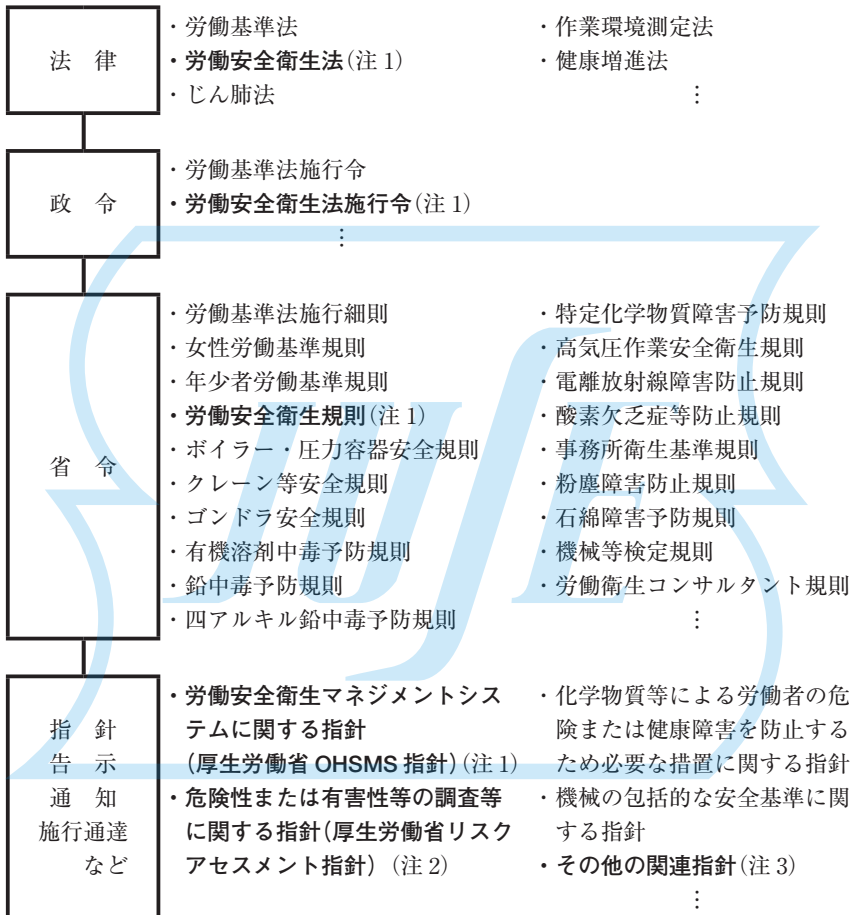 法　律
・労働基準法
・労働安全衛生法(注 1)
・じん肺法
・作業環境測定法
・健康増進法
⋮
政　令
・労働基準法施行令
・労働安全衛生法施行令(注 1)
⋮
省　令
・労働基準法施行細則
・女性労働基準規則
・年少者労働基準規則
・労働安全衛生規則(注 1)
・ボイラー・圧力容器安全規則
・クレーン等安全規則
・ゴンドラ安全規則
・有機溶剤中毒予防規則
・鉛中毒予防規則
・四アルキル鉛中毒予防規則
・特定化学物質障害予防規則
・高気圧作業安全衛生規則
・電離放射線障害防止規則
・酸素欠乏症等防止規則
・事務所衛生基準規則
・粉塵障害防止規則
・石綿障害予防規則
・機械等検定規則
・労働衛生コンサルタント規則
⋮
指　針
告　示
通　知
施行通達
など
・労働安全衛生マネジメントシス
テムに関する指針
(厚生労働省 OHSMS 指針)(注 1)
・危険性または有害性等の調査等
に関する指針(厚生労働省リスク
アセスメント指針) (注 2)
・化学物質等による労働者の危
険または健康障害を防止する
ため必要な措置に関する指針
・機械の包括的な安全基準に関
する指針
・その他の関連指針(注 3)
⋮
JUSE